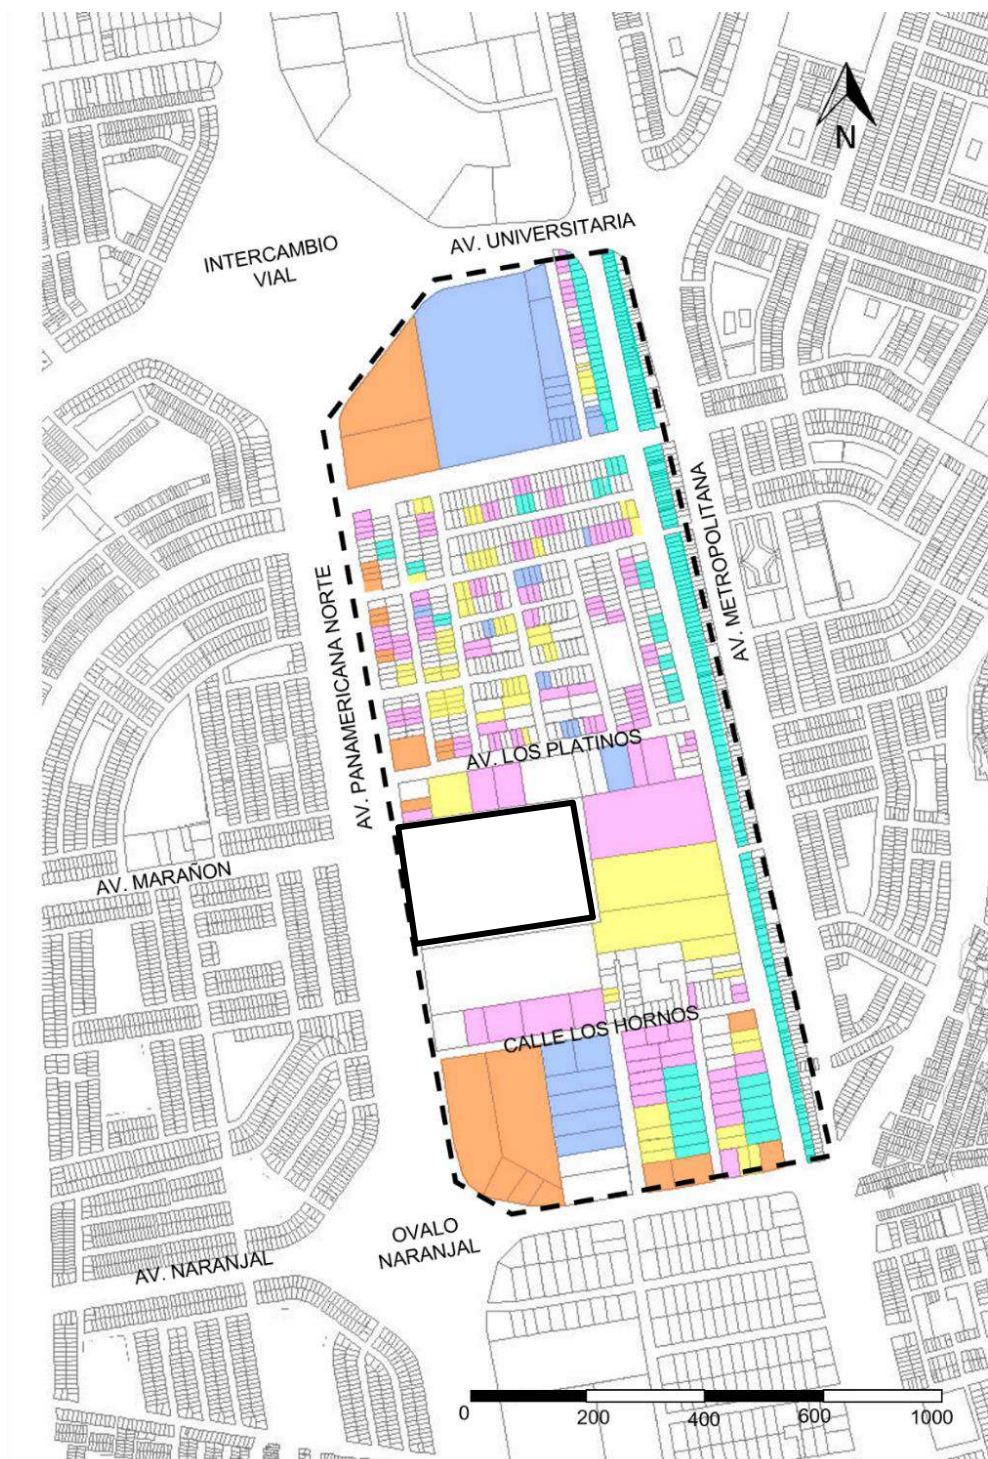 N
AV. UNIVERSITARIA
INTERCAMBIO
VIAL
AV. METROPOLITANA
AV. PANAMERICANA NORTE
AV. LOS PLATINOS
AV. MARAÑON
CALLE LOS HORNOS
OVALO
NARANJAL
AV. NARANJAL
0 200 400 600 1000